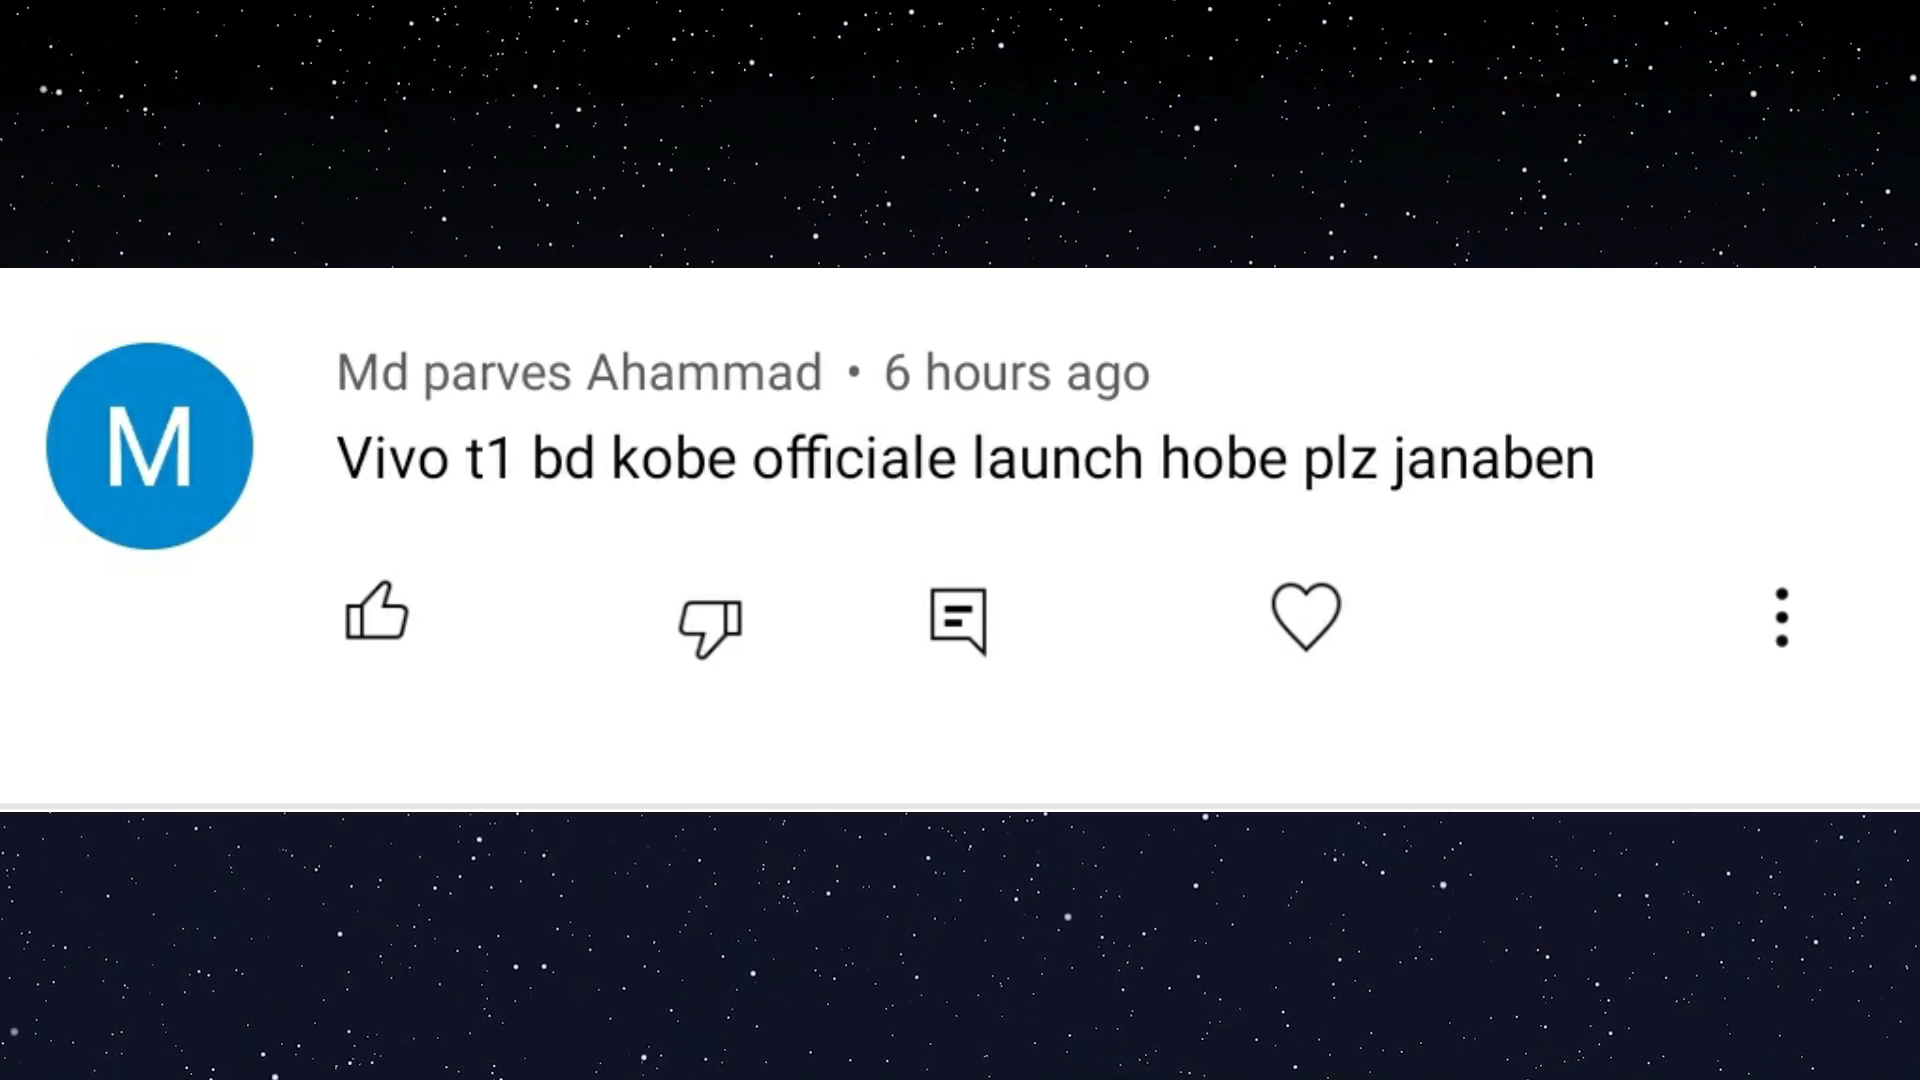 M
Md parves Ahammad • 6 hours ago
Vivo t1 bd kobe officiale launch hobe plz janaben